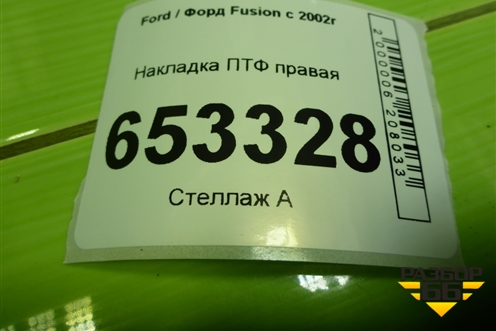 Ford / Форд Fusion с 2002г
Накладка ПТФ правая
653328
Стеллаж А
2000006208033
РАЗБОР
66